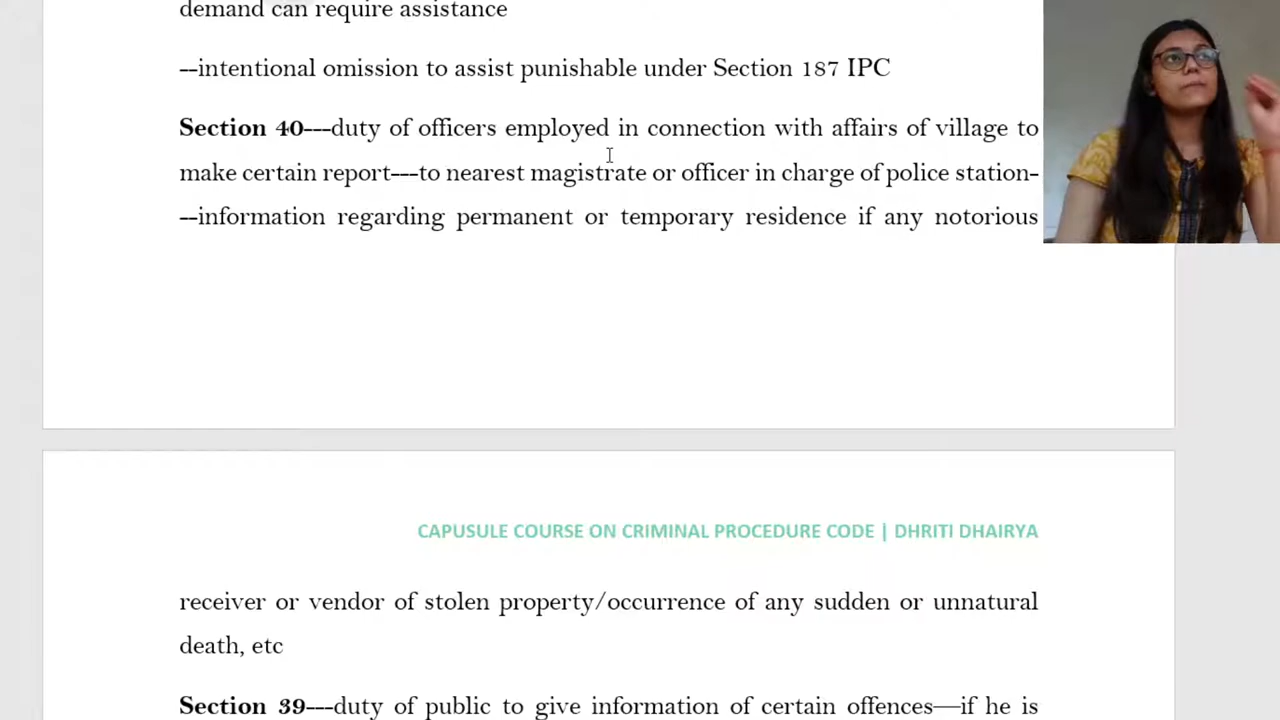 demand can require assistance
--intentional omission to assist punishable under Section 187 IPC
Section 40---duty of officers employed in connection with affairs of village to
make certain report---to nearest magistrate or officer in charge of police station-
--information regarding permanent or temporary residence if any notorious
CAPUSULE COURSE ON CRIMINAL PROCEDURE CODE | DHRITI DHAIRYA
receiver or vendor of stolen property/occurrence of any sudden or unnatural
death, etc
Section 39---duty of public to give information of certain offences—if he is